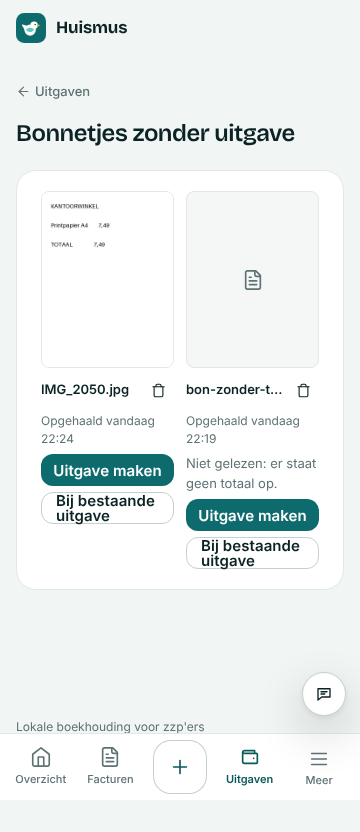 Huismus
Uitgaven
Bonnetjes zonder uitgave
KANTOORWINKEL
Printpapier A4 7,49
TOTAAL 7,49
IMG_2050.jpg
Opgehaald vandaag
22:24
Uitgave maken
Bij bestaande
uitgave
bon-zonder-t...
Opgehaald vandaag
22:19
Niet gelezen: er staat
geen totaal op.
Uitgave maken
Bij bestaande
uitgave
Lokale boekhouding voor zzp'ers
Overzicht
Facturen
Uitgaven
Meer